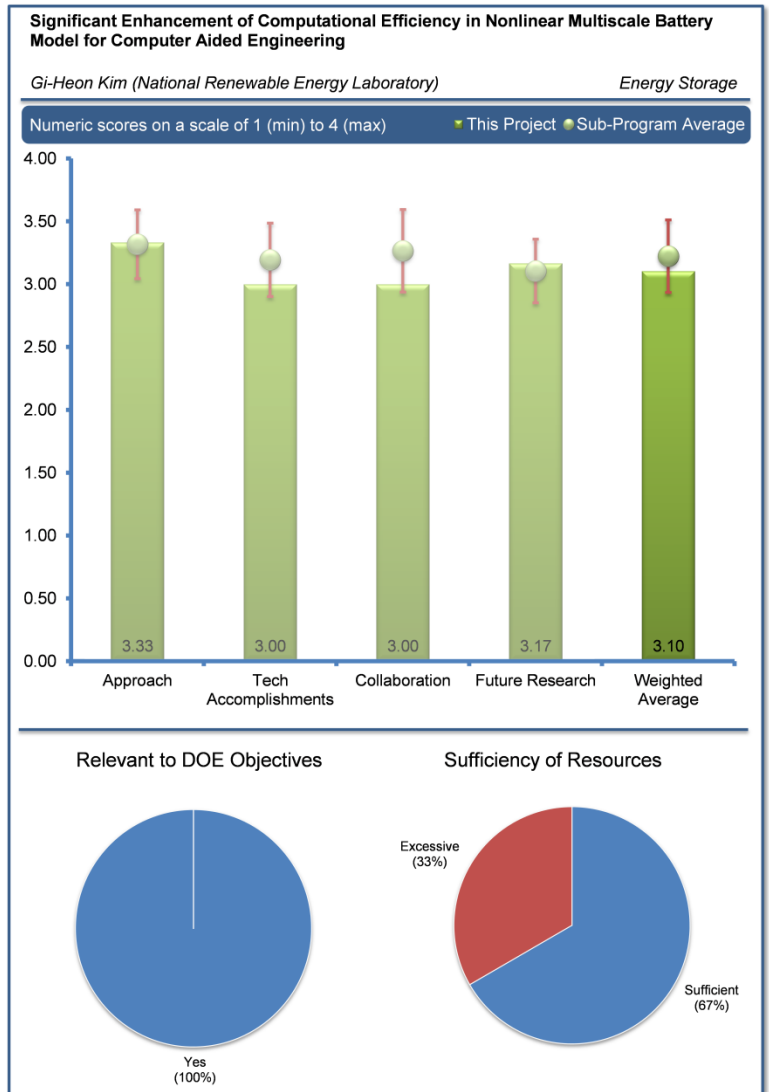 Significant Enhancement of Computational Efficiency in Nonlinear Multiscale Battery
Model for Computer Aided Engineering
Gi-Heon Kim (National Renewable Energy Laboratory) Energy Storage
Numeric scores on a scale of 1 (min) to 4 (max) This Project Sub-Program Average
4.00
3.50
3.00
2.50
2.00
1.50
1.00
0.50
0.00
3.33 3.00 3.00 3.17 3.10
Approach Tech Accomplishments Collaboration Future Research Weighted Average
Relevant to DOE Objectives
Sufficiency of Resources
Yes
(100%)
Excessive
(33%)
Sufficient
(67%)